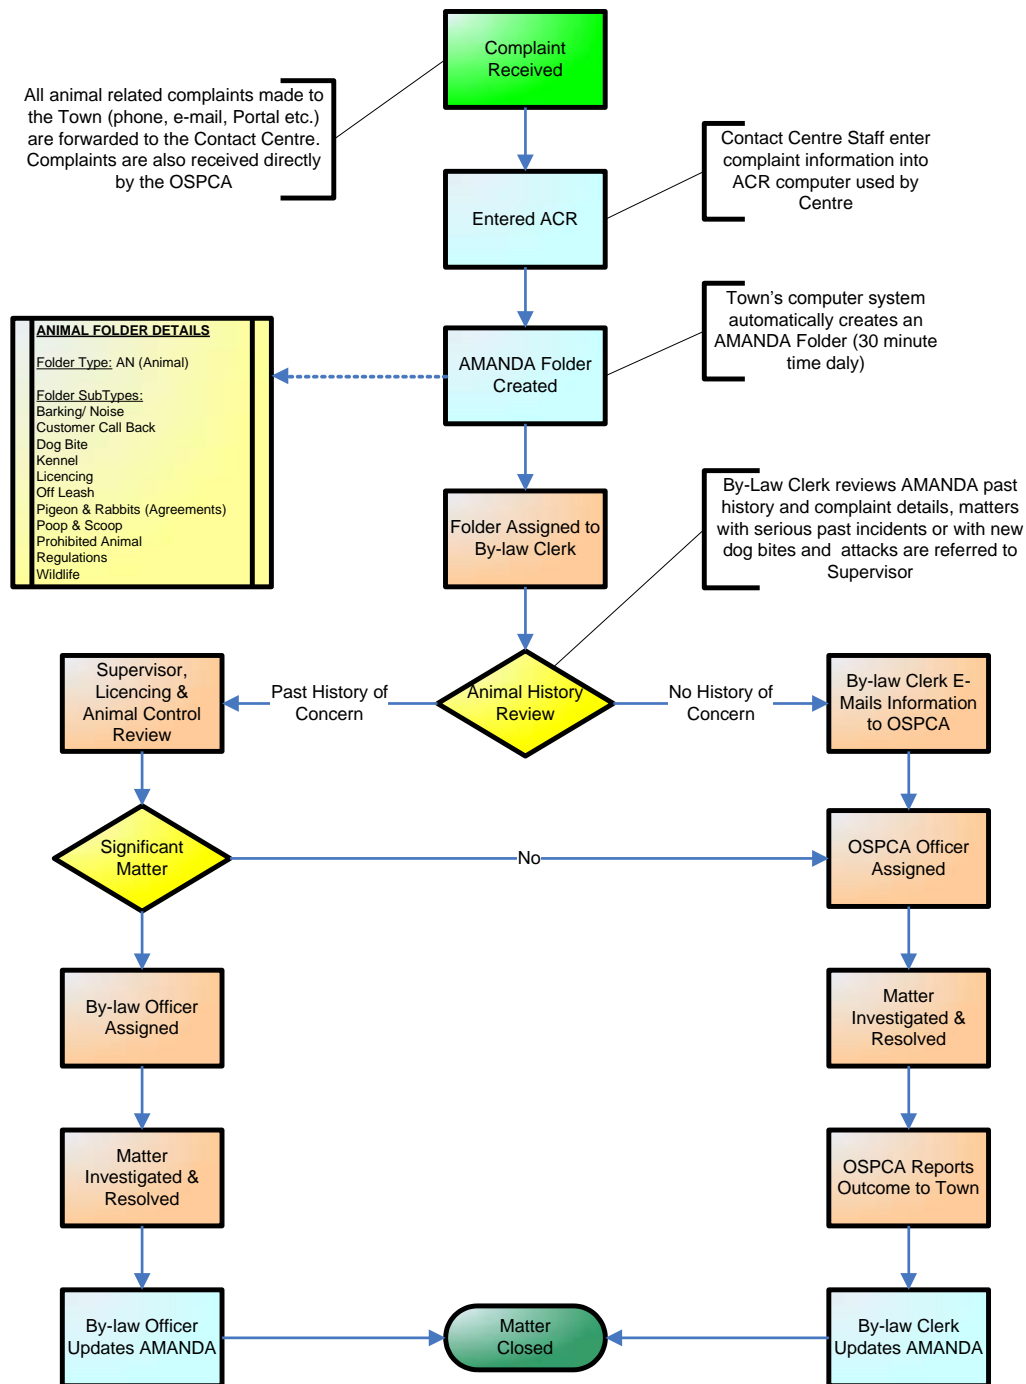 Complaint
Received
All animal related complaints made to
the Town (phone, e-mail, Portal etc.)
are forwarded to the Contact Centre.
Complaints are also received directly
by the OSPCA
Contact Centre Staff enter
complaint information into
ACR computer used by
Centre
Entered ACR
Town's computer system
automatically creates an
AMANDA Folder (30 minute
time daly)
AMANDA Folder
Created
ANIMAL FOLDER DETAILS
Folder Type: AN (Animal)
Folder SubTypes:
Barking/ Noise
Customer Call Back
Dog Bite
Kennel
Licencing
Off Leash
Pigeon & Rabbits (Agreements)
Poop & Scoop
Prohibited Animal
Regulations
Wildlife
By-Law Clerk reviews AMANDA past
history and complaint details, matters
with serious past incidents or with new
dog bites and  attacks are referred to
Supervisor
Folder Assigned to
By-law Clerk
Supervisor,
Licencing &
Animal Control
Review
Past History of
Concern
Animal History
Review
No History of
Concern
By-law Clerk E-
Mails Information
to OSPCA
Significant
Matter
No
OSPCA Officer
Assigned
By-law Officer
Assigned
Matter
Investigated &
Resolved
Matter
Investigated &
Resolved
OSPCA Reports
Outcome to Town
By-law Officer
Updates AMANDA
Matter
Closed
By-law Clerk
Updates AMANDA